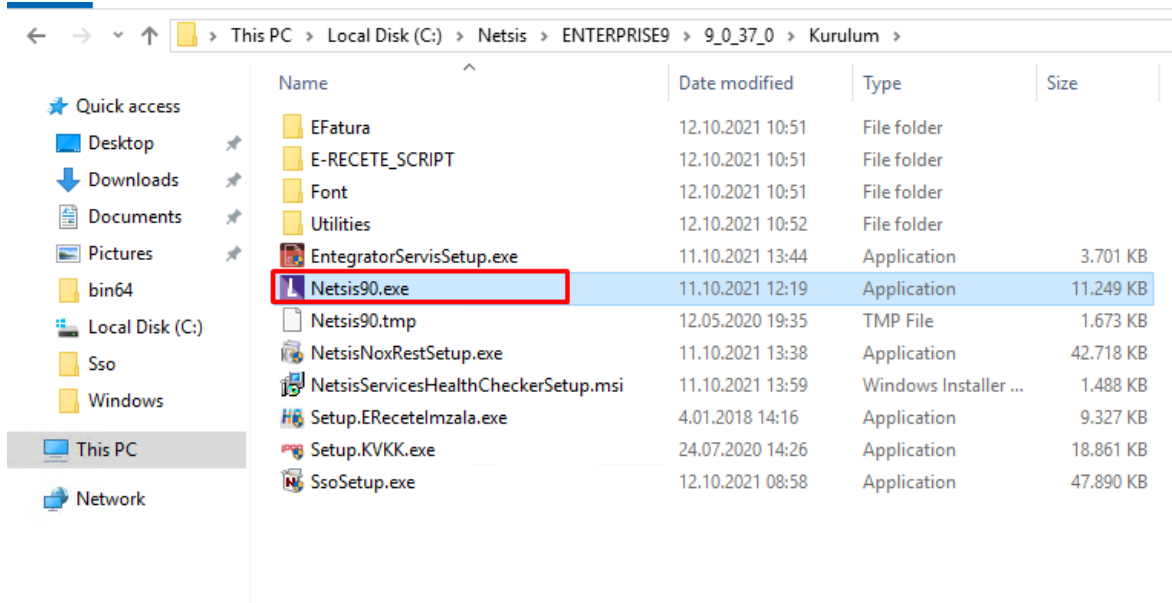 This PC > Local Disk (C:) > Netsis > ENTERPRISE9 > 9_0_37_0 > Kurulum >
Name Date modified Type Size
Quick access
Desktop
Downloads
Documents
Pictures
bin64
Local Disk (C:)
Sso
Windows
This PC
Network
EFatura 12.10.2021 10:51 File folder
E-RECETE_SCRIPT 12.10.2021 10:51 File folder
Font 12.10.2021 10:51 File folder
Utilities 12.10.2021 10:52 File folder
EntegratorServisSetup.exe 11.10.2021 13:44 Application 3.701 KB
Netsis90.exe 11.10.2021 12:19 Application 11.249 KB
Netsis90.tmp 12.05.2020 19:35 TMP File 1.673 KB
NetsisNoxRestSetup.exe 11.10.2021 13:38 Application 42.718 KB
NetsisServicesHealthCheckerSetup.msi 11.10.2021 13:59 Windows Installer ... 1.488 KB
Setup.EReceteImzala.exe 4.01.2018 14:16 Application 9.327 KB
Setup.KVKK.exe 24.07.2020 14:26 Application 18.861 KB
SsoSetup.exe 12.10.2021 08:58 Application 47.890 KB